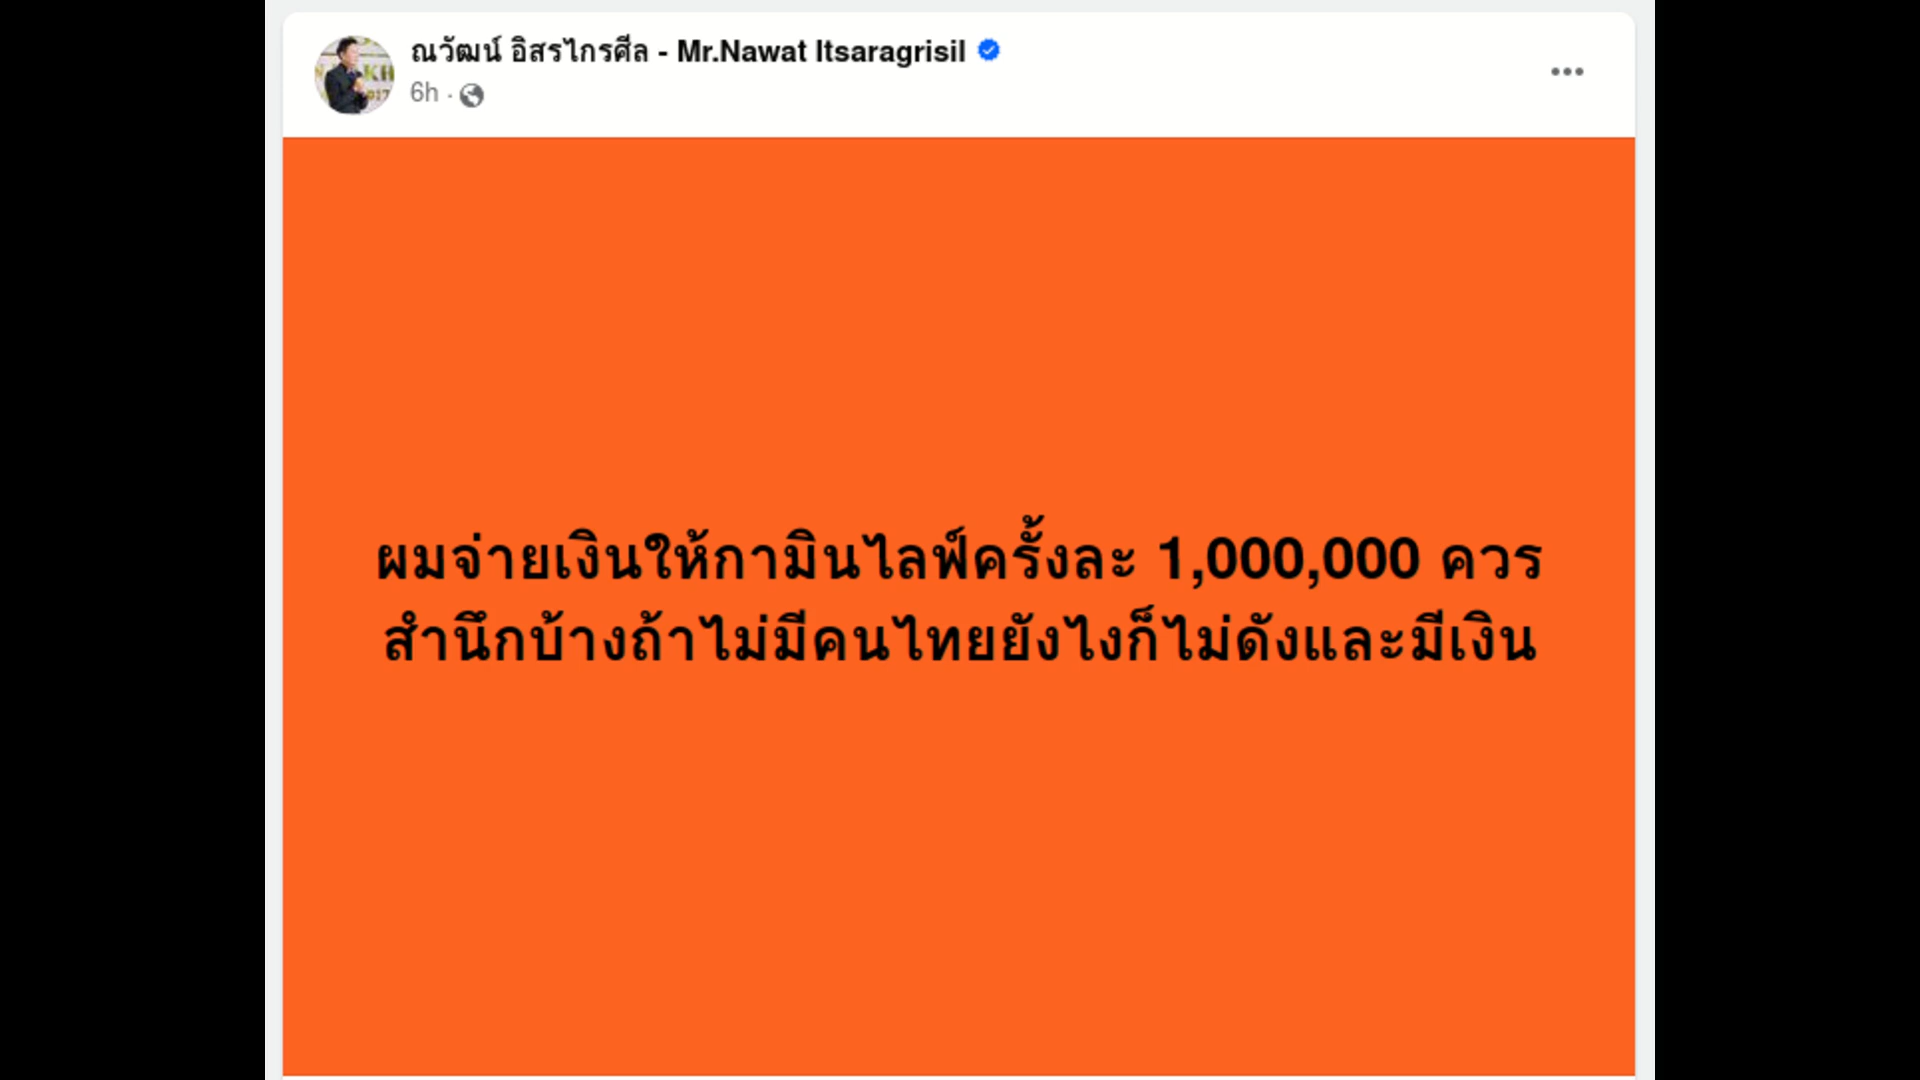 ณวัฒน์ อิสรไกรศีล - Mr.Nawat Itsaragrisil
6h ·
ผมจ่ายเงินให้กามินไลฟ์ครั้งละ 1,000,000 ควร
สำนึกบ้างถ้าไม่มีคนไทยยังไงก็ไม่ดังและมีเงิน